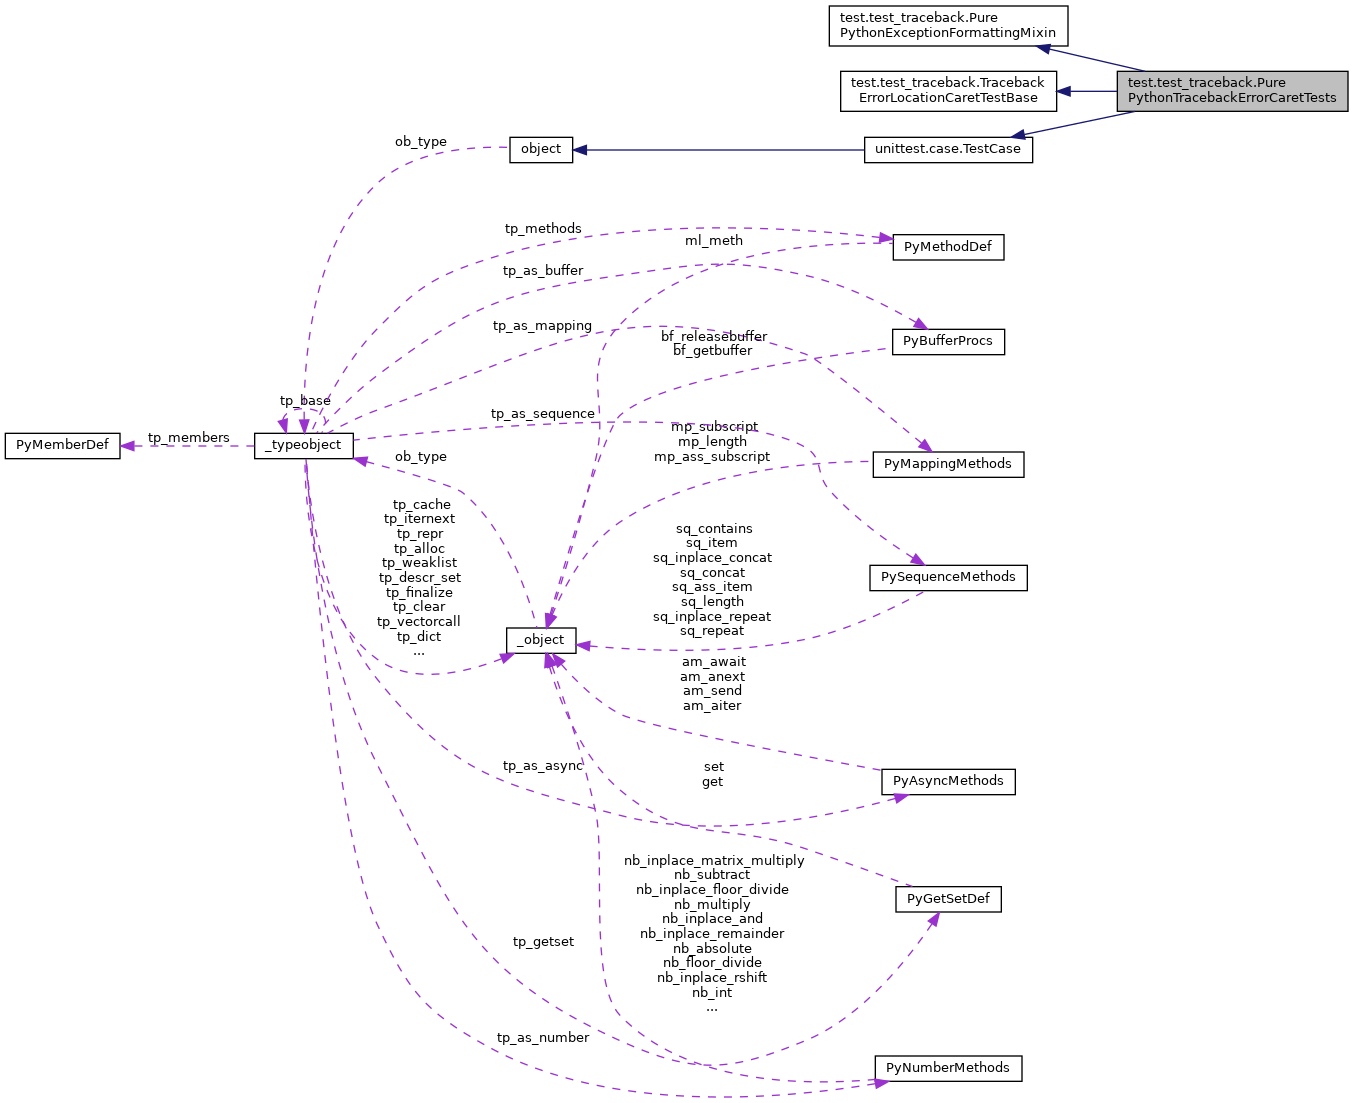 test.test_traceback.Pure
PythonExceptionFormattingMixin
test.test_traceback.Traceback
ErrorLocationCaretTestBase
test.test_traceback.Pure
PythonTracebackErrorCaretTests
ob_type
object
unittest.case.TestCase
tp_methods
ml_meth
PyMethodDef
tp_as_buffer
tp_as_mapping
bf_releasebuffer
bf_getbuffer
PyBufferProcs
tp_base
tp_as_sequence
PyMemberDef
tp_members
_typeobject
mp_subscript
mp_length
mp_ass_subscript
ob_type
PyMappingMethods
tp_cache
tp_iternext
tp_repr
tp_alloc
tp_weaklist
tp_descr_set
tp_finalize
tp_clear
tp_vectorcall
tp_dict
...
sq_contains
sq_item
sq_inplace_concat
sq_concat
sq_ass_item
sq_length
sq_inplace_repeat
sq_repeat
PySequenceMethods
_object
am_await
am_anext
am_send
am_aiter
tp_as_async
set
get
PyAsyncMethods
nb_inplace_matrix_multiply
nb_subtract
nb_inplace_floor_divide
nb_multiply
nb_inplace_and
nb_inplace_remainder
nb_absolute
nb_floor_divide
nb_inplace_rshift
nb_int
...
PyGetSetDef
tp_getset
tp_as_number
PyNumberMethods